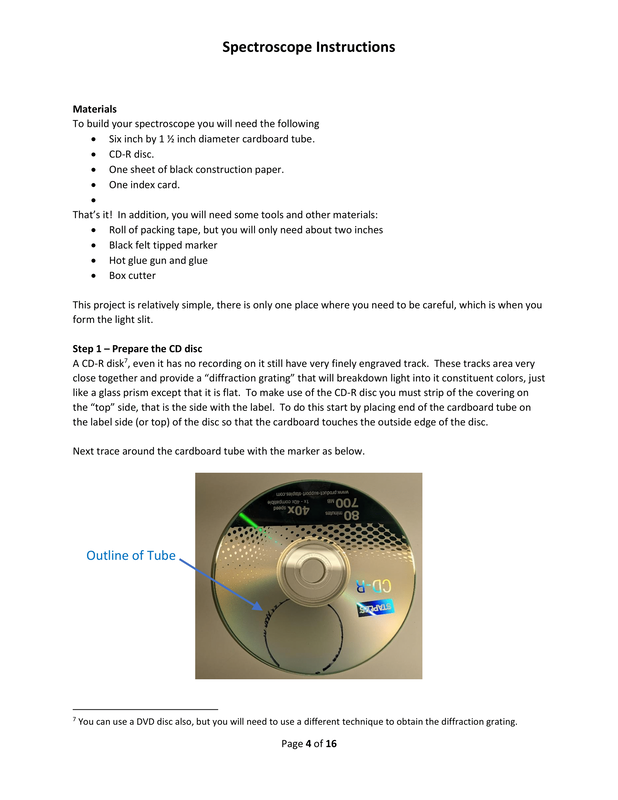 Spectroscope Instructions
Materials
To build your spectroscope you will need the following
• Six inch by 1 ½ inch diameter cardboard tube.
• CD-R disc.
• One sheet of black construction paper.
• One index card.
•
That’s it!  In addition, you will need some tools and other materials:
• Roll of packing tape, but you will only need about two inches
• Black felt tipped marker
• Hot glue gun and glue
• Box cutter
This project is relatively simple, there is only one place where you need to be careful, which is when you
form the light slit.
Step 1 – Prepare the CD disc
A CD-R disk⁷, even it has no recording on it still have very finely engraved track.  These tracks area very
close together and provide a “diffraction grating” that will breakdown light into it constituent colors, just
like a glass prism except that it is flat.  To make use of the CD-R disc you must strip of the covering on
the “top” side, that is the side with the label.  To do this start by placing end of the cardboard tube on
the label side (or top) of the disc so that the cardboard touches the outside edge of the disc.
Next trace around the cardboard tube with the marker as below.
www.product-support-staples.com
1x - 40x compatible
80 minutes 700 Mb 40x speed
Outline of Tube
CD-R
STAPLES
⁷ You can use a DVD disc also, but you will need to use a different technique to obtain the diffraction grating.
Page 4 of 16